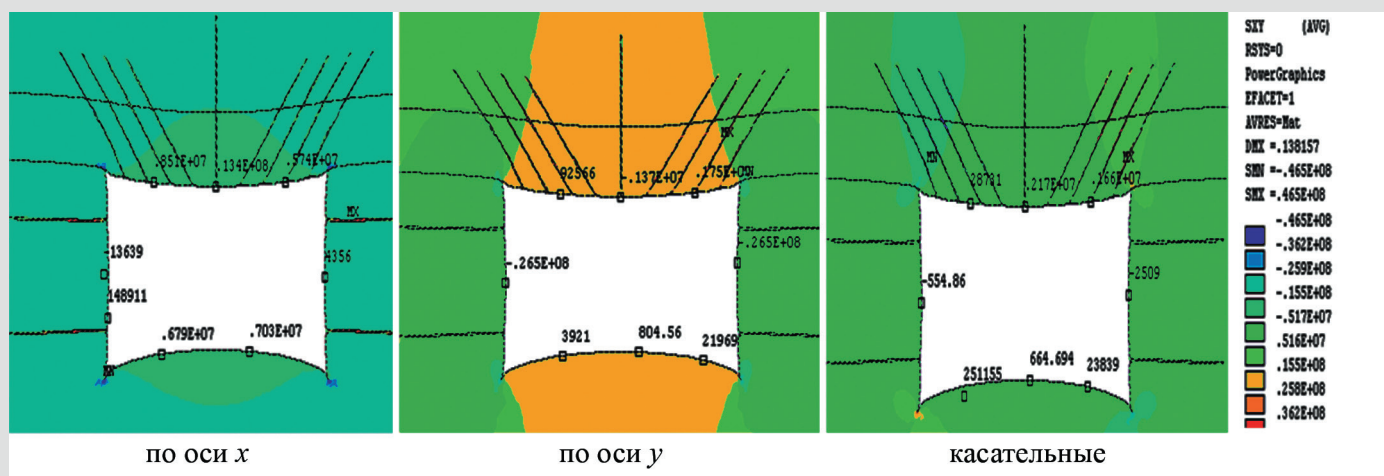 .851E+07
.134E+08
.574E+07
MX
-13639
4356
148911
.679E+07
.703E+07
MN
по оси x
MX
92566
-.137E+07
.175E+0
MN
-.265E+08
-.265E+08
3921
804.56
21969
по оси y
MN
MX
28731
.217E+07
.166E+07
-554.86
-2509
251155
664.694
23839
касательные
SXY (AVG)
RSYS=0
PowerGraphics
EFACET=1
AVRES=Mat
DMX =.138157
SMN =-.465E+08
SMX =.465E+08
-.465E+08
-.362E+08
-.259E+08
-.155E+08
-.517E+07
.516E+07
.155E+08
.258E+08
.362E+08